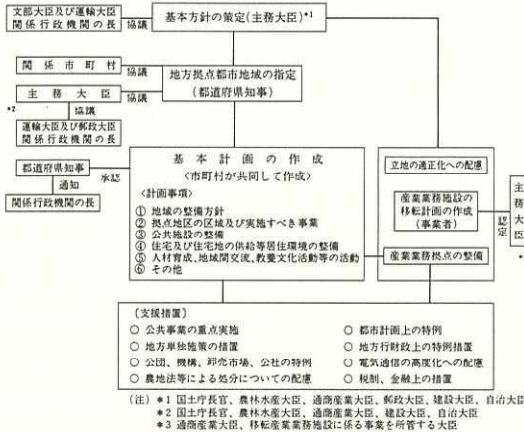 文部大臣及び運輸大臣
関係行政機関の長
協議
基本方針の策定(主務大臣)*1
関係市町村
協議
地方拠点都市地域の指定
(都道府県知事)
主務大臣
協議
*2
協議
運輸大臣及び郵政大臣
関係行政機関の長
都道府県知事
承認
通知
関係行政機関の長
基本計画の作成
<市町村が共同して作成>
<計画事項>
① 地域の整備方針
② 拠点地区の区域及び実施すべき事業
③ 公共施設の整備
④ 住宅及び住宅地の供給等居住環境の整備
⑤ 人材育成、地域間交流、教養文化活動等の活動
⑥ その他
立地の適正化への配慮
産業業務施設の
移転計画の作成
(事業者)
認定
主務大臣
*
産業業務拠点の整備
〔支援措置〕
○ 公共事業の重点実施
○ 都市計画上の特例
○ 地方単独施策の措置
○ 地方行財政上の特例措置
○ 公団、機構、卸売市場、公社の特例
○ 電気通信の高度化への配慮
○ 農地法等による処分についての配慮
○ 税制、金融上の措置
(注) *1 国土庁長官、農林水産大臣、通商産業大臣、郵政大臣、建設大臣、自治大臣
*2 国土庁長官、農林水産大臣、通商産業大臣、建設大臣、自治大臣
*3 通商産業大臣、移転産業業務施設に係る事業を所管する大臣